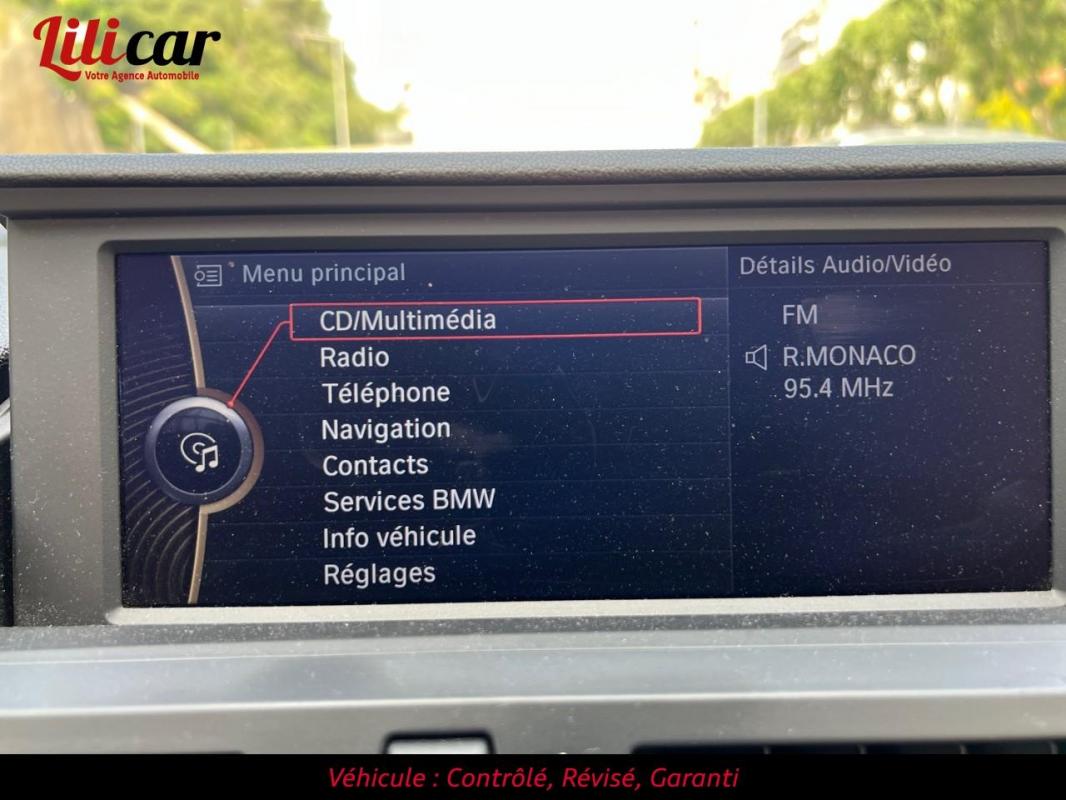 Lilicar
Votre Agence Automobile
Menu principal
CD/Multimédia
Radio
Téléphone
Navigation
Contacts
Services BMW
Info véhicule
Réglages
Détails Audio/Vidéo
FM
R.MONACO
95.4 MHz
Véhicule : Contrôlé, Révisé, Garanti